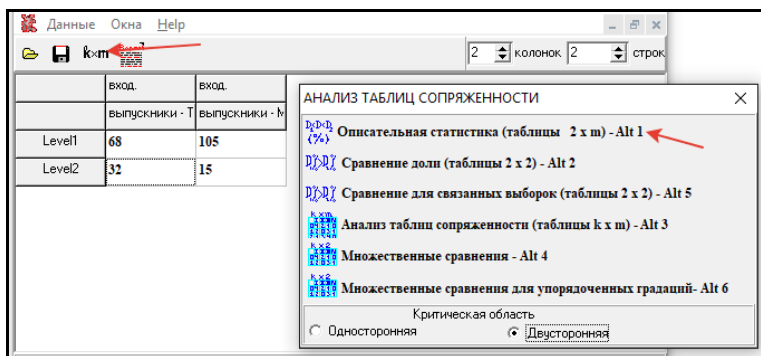 Данные Окна Help
k×m
2 колонок 2 строк
вход. вход.
выпускники - Т выпускники - М
Level1 68 105
Level2 32 15
АНАЛИЗ ТАБЛИЦ СОПРЯЖЕННОСТИ
Описательная статистика (таблицы 2 x m) - Alt 1
Сравнение доли (таблицы 2 x 2) - Alt 2
Сравнение для связанных выборок (таблицы 2 x 2) - Alt 5
Анализ таблиц сопряженности (таблицы k x m) - Alt 3
Множественные сравнения - Alt 4
Множественные сравнения для упорядоченных градаций- Alt 6
Критическая область
Односторонняя Двусторонняя